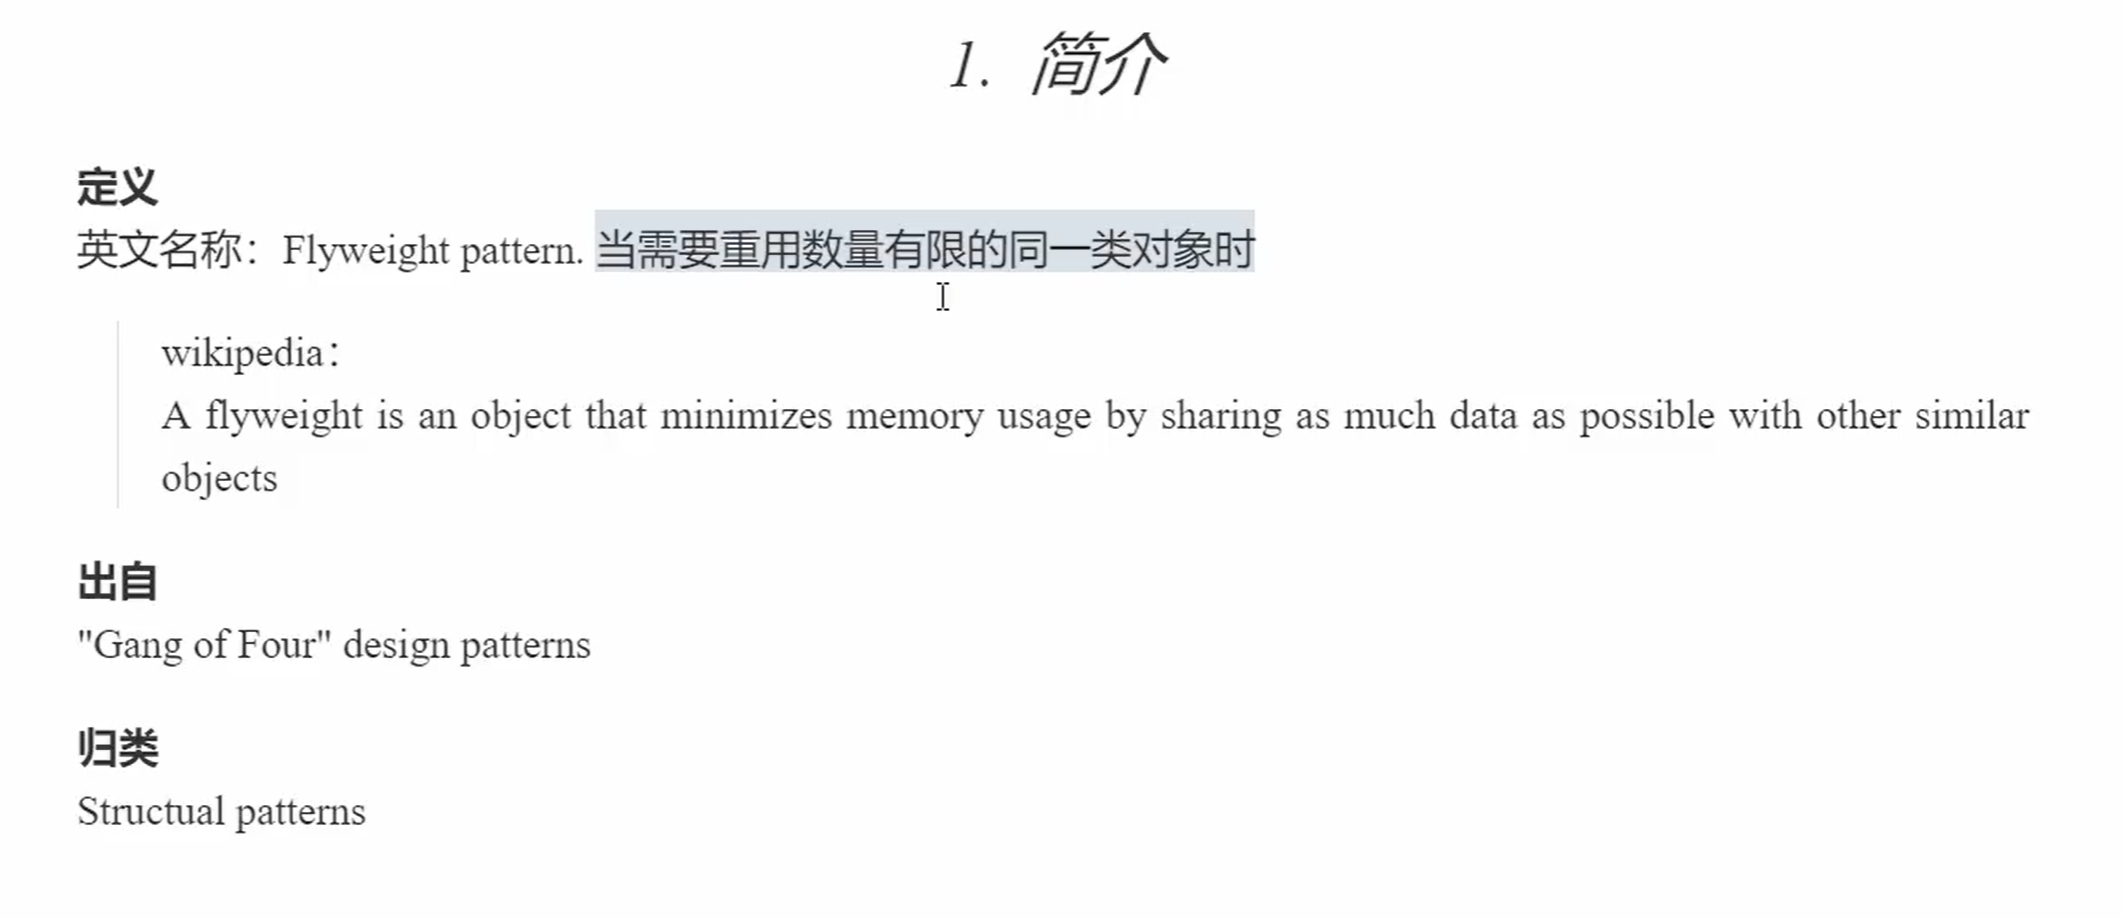 1. 简介
定义
英文名称：Flyweight pattern. 当需要重用数量有限的同一类对象时
wikipedia：
A flyweight is an object that minimizes memory usage by sharing as much data as possible with other similar
objects
出自
"Gang of Four" design patterns
归类
Structual patterns